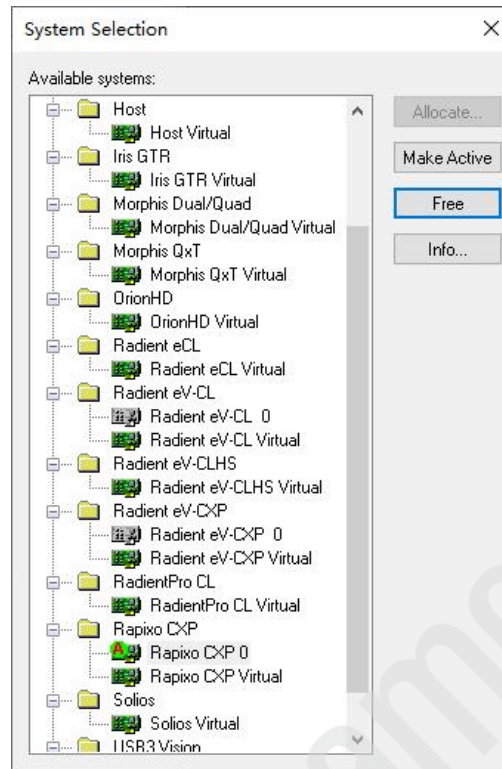 System Selection
Available systems:
Host
Host Virtual
Iris GTR
Iris GTR Virtual
Morphis Dual/Quad
Morphis Dual/Quad Virtual
Morphis QxT
Morphis QxT Virtual
OrionHD
OrionHD Virtual
Radient eCL
Radient eCL Virtual
Radient eV-CL
Radient eV-CL 0
Radient eV-CL Virtual
Radient eV-CLHS
Radient eV-CLHS Virtual
Radient eV-CXP
Radient eV-CXP 0
Radient eV-CXP Virtual
RadientPro CL
RadientPro CL Virtual
Rapixo CXP
A Rapixo CXP 0
Rapixo CXP Virtual
Solios
Solios Virtual
USB3 Vision
Allocate...
Make Active
Free
Info...